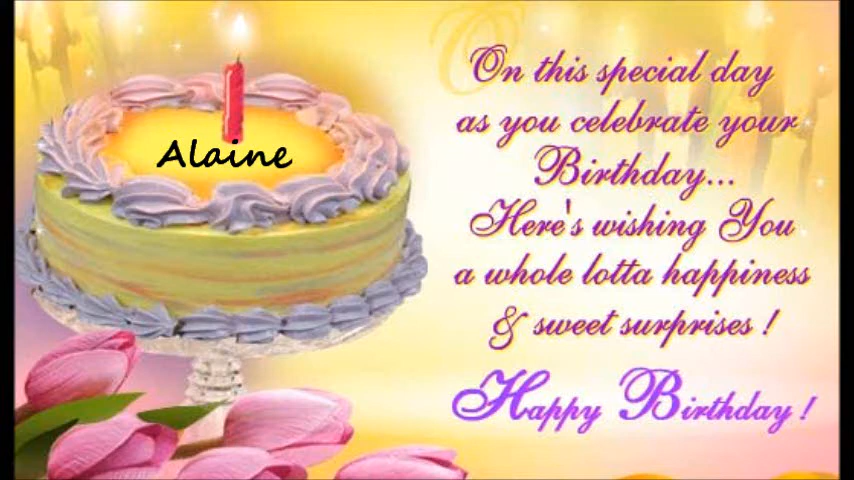 Alaine
On this special day
as you celebrate your
Birthday...
Here's wishing You
a whole lotta happiness
& sweet surprises !
Happy Birthday !